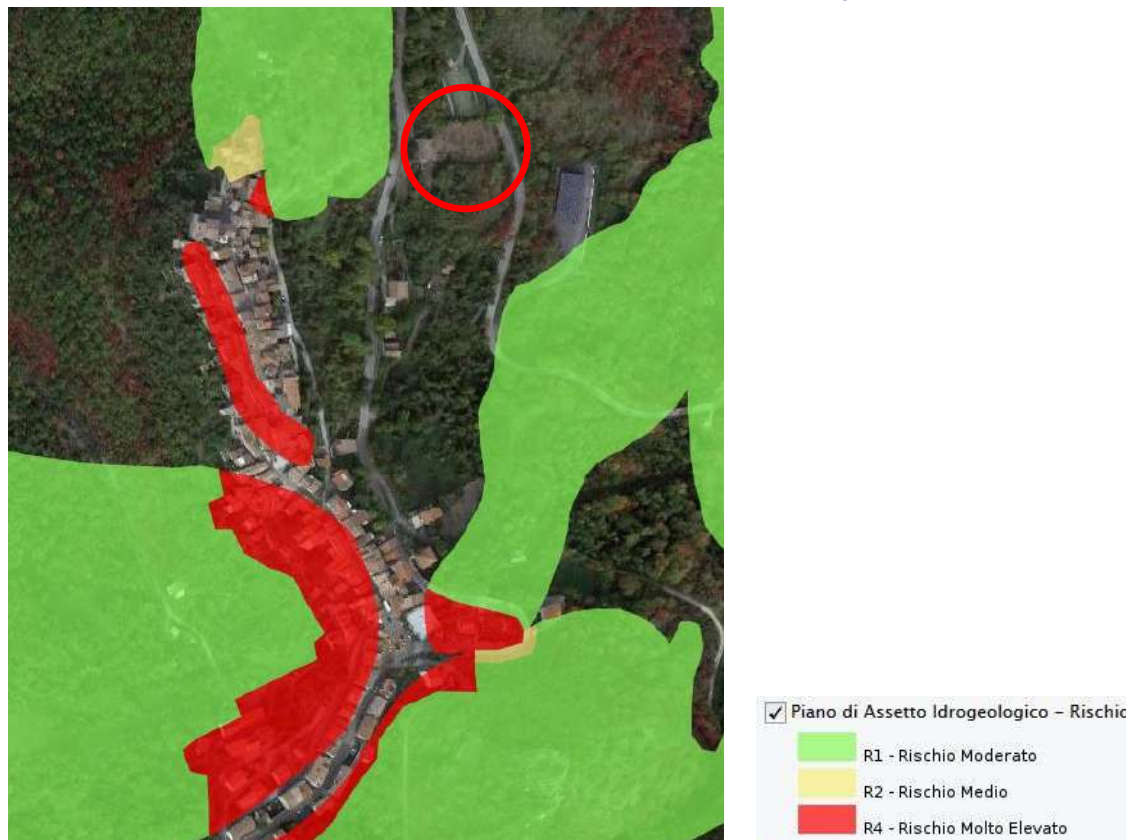 Piano di Assetto Idrogeologico – Rischio
R1 - Rischio Moderato
R2 - Rischio Medio
R4 - Rischio Molto Elevato